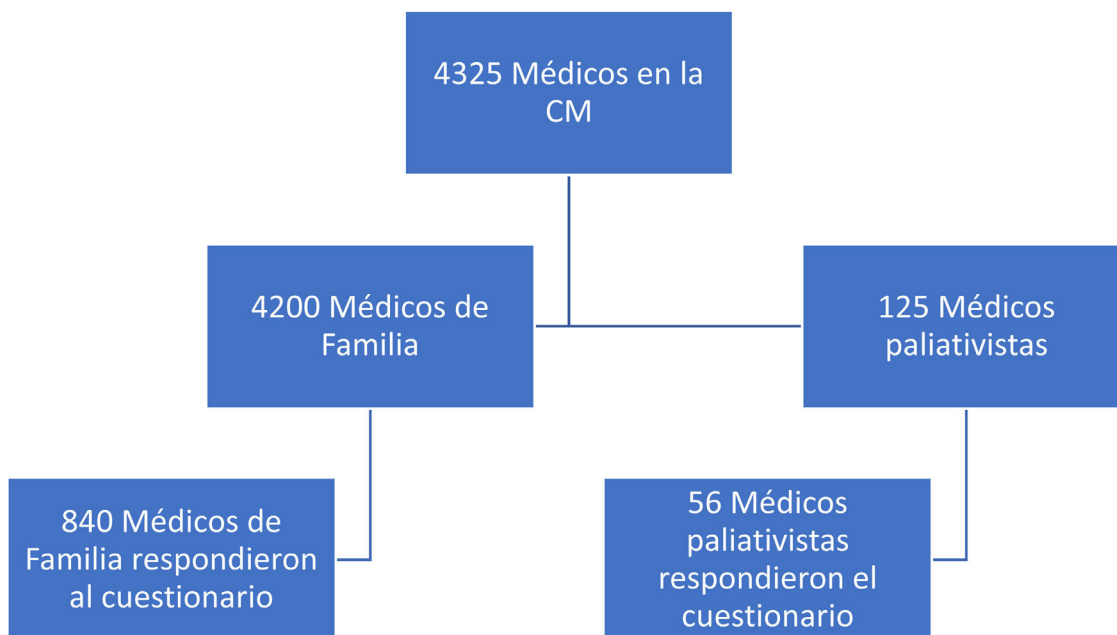 4325 Médicos en la
CM
4200 Médicos de
Familia
125 Médicos
paliativistas
840 Médicos de
Familia respondieron
al cuestionario
56 Médicos
paliativistas
respondieron el
cuestionario